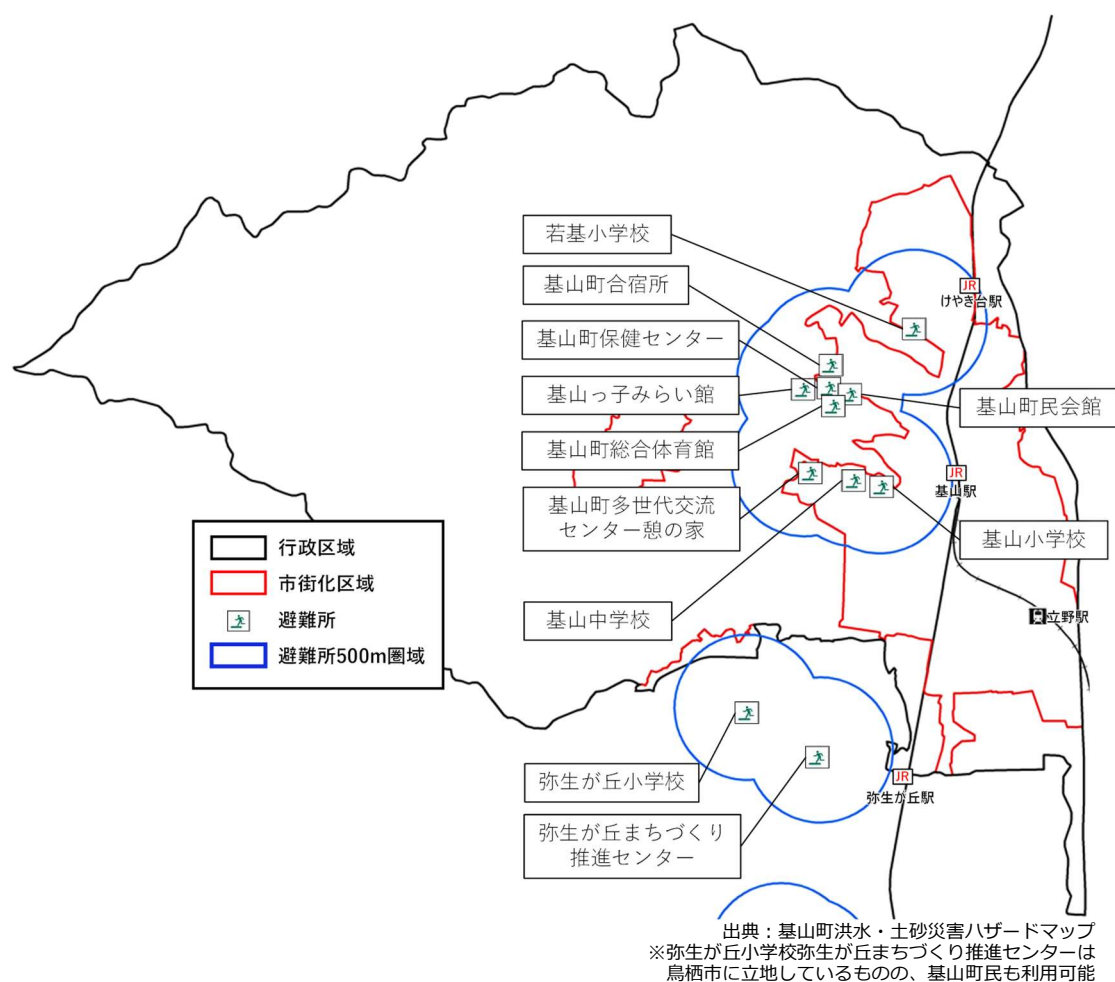 若基小学校
基山町合宿所
基山町保健センター
基山っ子みらい館
基山町総合体育館
基山町多世代交流
センター憩の家
基山中学校
基山町民会館
基山小学校
JR
けやき台駅
JR
基山駅
立野駅
JR
弥生が丘駅
行政区域
市街化区域
避難所
避難所500m圏域
弥生が丘小学校
弥生が丘まちづくり
推進センター
出典：基山町洪水・土砂災害ハザードマップ
※弥生が丘小学校弥生が丘まちづくり推進センターは
鳥栖市に立地しているものの、基山町民も利用可能